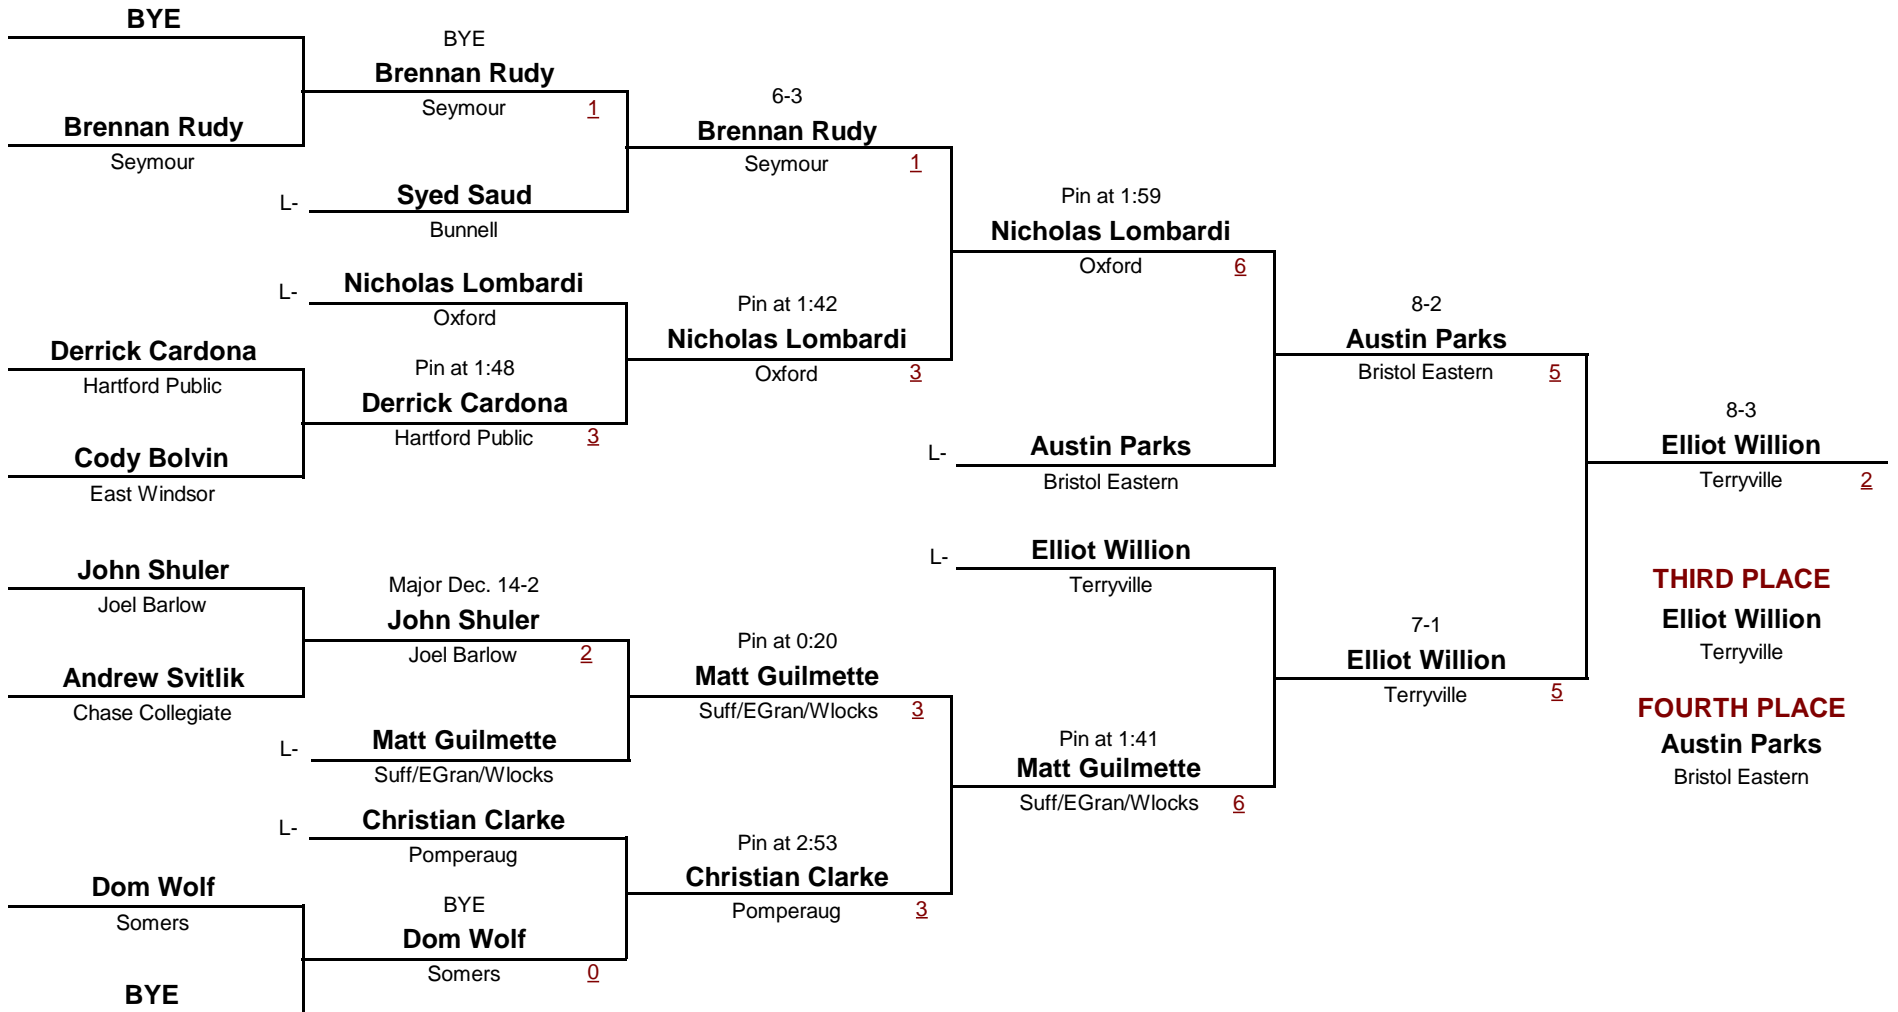 BYE
Brennan Rudy
Seymour
Derrick Cardona
Hartford Public
Cody Bolvin
East Windsor
John Shuler
Joel Barlow
Andrew Svitlik
Chase Collegiate
Dom Wolf
Somers
BYE
BYE
Brennan Rudy
Seymour 1
L- Syed Saud
Bunnell
L- Nicholas Lombardi
Oxford
Pin at 1:48
Derrick Cardona
Hartford Public 3
Major Dec. 14-2
John Shuler
Joel Barlow 2
L- Matt Guilmette
Suff/EGran/Wlocks
L- Christian Clarke
Pomperaug
BYE
Dom Wolf
Somers 0
6-3
Brennan Rudy
Seymour 1
Pin at 1:42
Nicholas Lombardi
Oxford 3
Pin at 0:20
Matt Guilmette
Suff/EGran/Wlocks 3
Pin at 2:53
Christian Clarke
Pomperaug 3
Pin at 1:59
Nicholas Lombardi
Oxford 6
L- Austin Parks
Bristol Eastern
L- Elliot Willion
Terryville
Pin at 1:41
Matt Guilmette
Suff/EGran/Wlocks 6
8-2
Austin Parks
Bristol Eastern 5
7-1
Elliot Willion
Terryville 5
8-3
Elliot Willion
Terryville 2
THIRD PLACE
Elliot Willion
Terryville
FOURTH PLACE
Austin Parks
Bristol Eastern